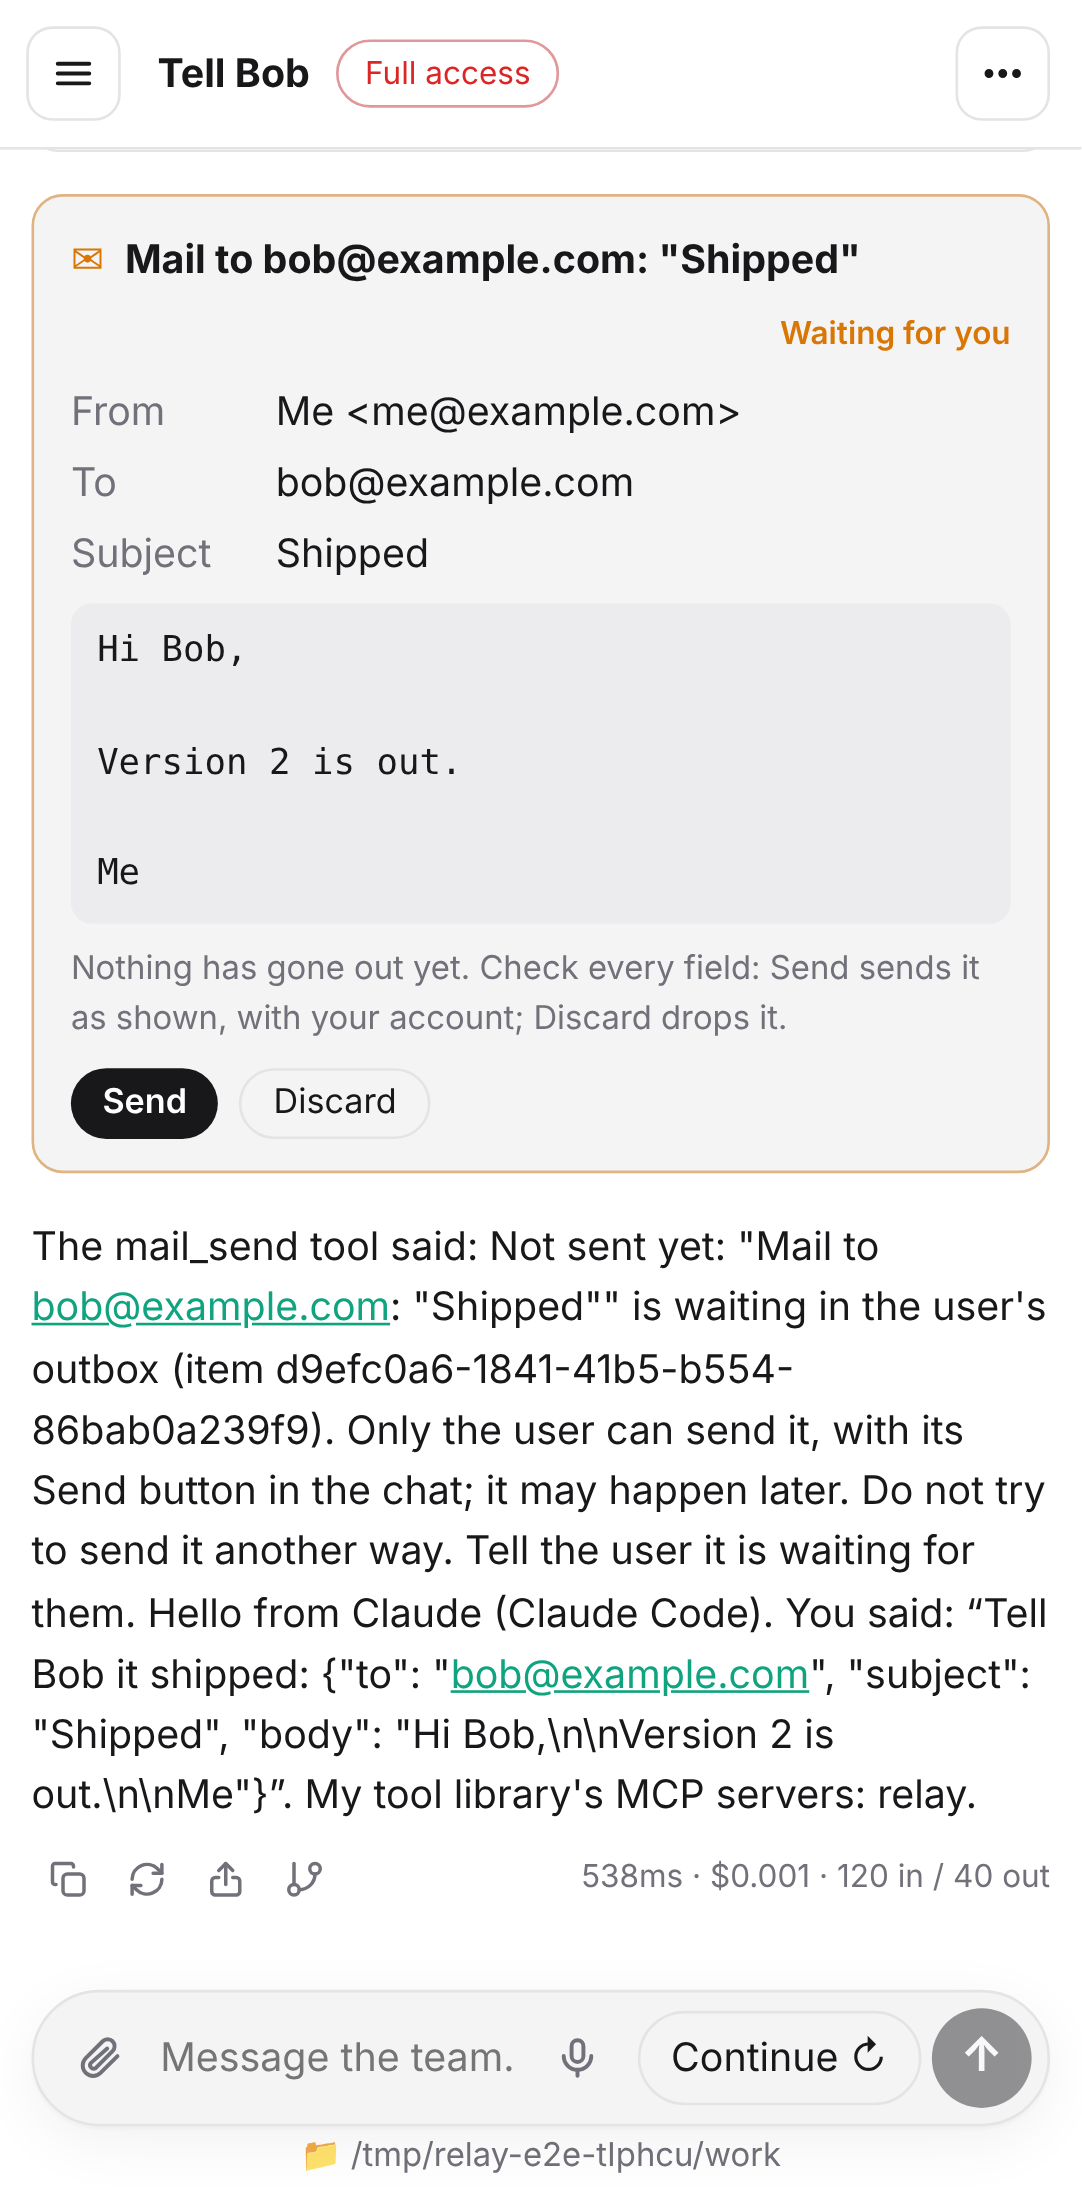 Tell Bob Full access
Mail to bob@example.com: "Shipped"
Waiting for you
From Me <me@example.com>
To bob@example.com
Subject Shipped
Hi Bob,
Version 2 is out.
Me
Nothing has gone out yet. Check every field: Send sends it
as shown, with your account; Discard drops it.
Send Discard
The mail_send tool said: Not sent yet: "Mail to
bob@example.com: "Shipped"" is waiting in the user's
outbox (item d9efc0a6-1841-41b5-b554-
86bab0a239f9). Only the user can send it, with its
Send button in the chat; it may happen later. Do not try
to send it another way. Tell the user it is waiting for
them. Hello from Claude (Claude Code). You said: “Tell
Bob it shipped: {"to": "bob@example.com", "subject":
"Shipped", "body": "Hi Bob,\n\nVersion 2 is
out.\n\nMe"}”. My tool library's MCP servers: relay.
538ms · $0.001 · 120 in / 40 out
Message the team. Continue
/tmp/relay-e2e-tlphcu/work